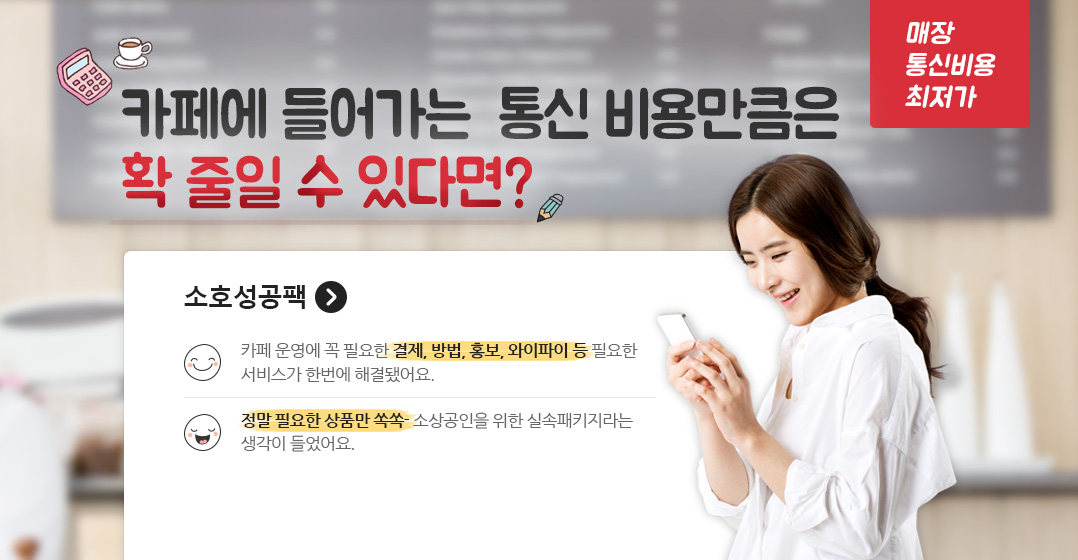 매장
통신비용
최저가
카페에 들어가는 통신 비용만큼은
확 줄일 수 있다면?
소호성공팩
카페 운영에 꼭 필요한 결제, 방법, 홍보, 와이파이 등 필요한
서비스가 한번에 해결됐어요.
정말 필요한 상품만 쏙쏙- 소상공인을 위한 실속패키지라는
생각이 들었어요.